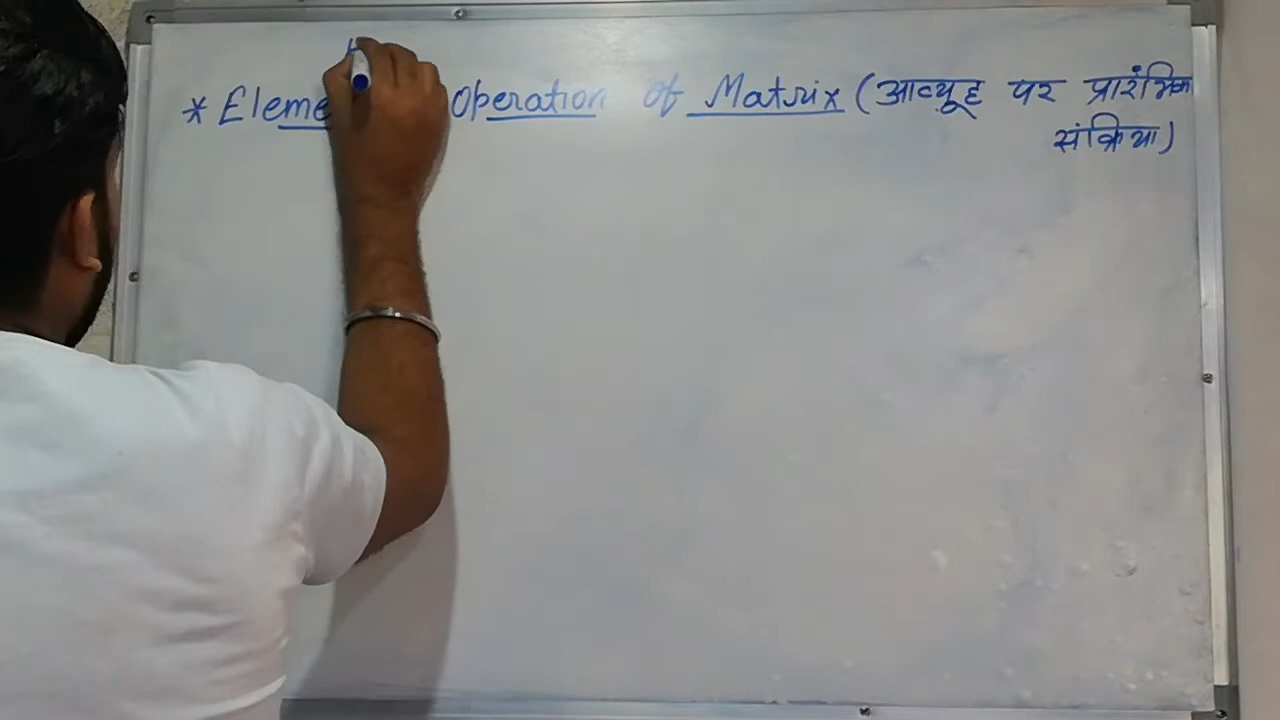 * Eleme Operation of Matrix (आव्यूह पर प्रारंभिक
संक्रिया)